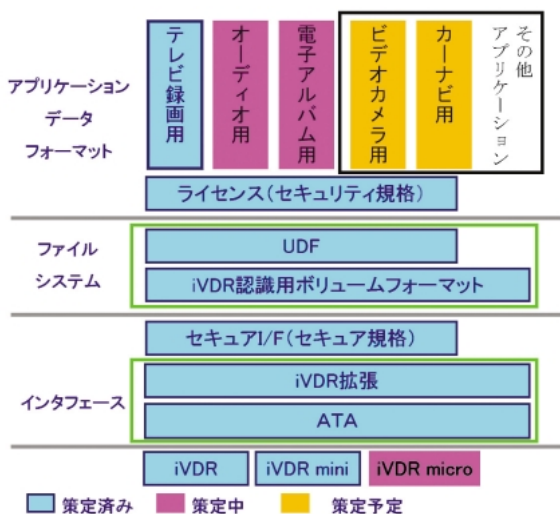 アプリケーション
データ
フォーマット
テレビ録画用
オーディオ用
電子アルバム用
ビデオカメラ用
カーナビ用
その他
アプリケーション
ライセンス(セキュリティ規格)
ファイル
システム
UDF
iVDR認識用ボリュームフォーマット
セキュアI/F(セキュア規格)
インタフェース
iVDR拡張
ATA
iVDR
iVDR mini
iVDR micro
策定済み
策定中
策定予定